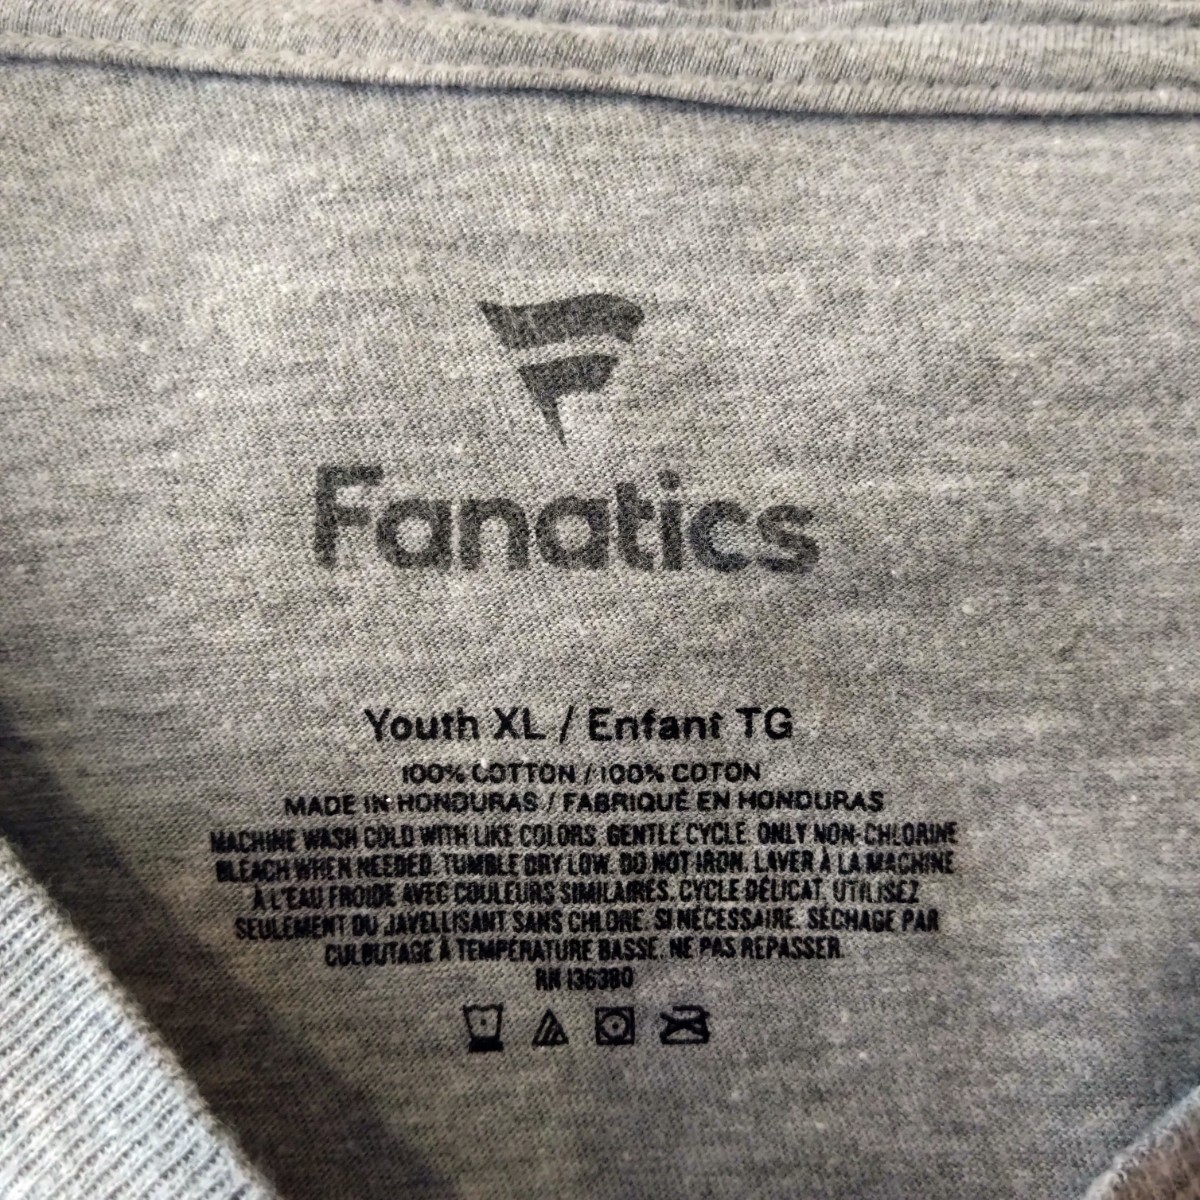 Fanatics
Youth XL / Enfant TG
100% COTTON / 100% COTON
MADE IN HONDURAS / FABRIQUÉ EN HONDURAS
MACHINE WASH COLD WITH LIKE COLORS. GENTLE CYCLE. ONLY NON-CHLORINE
BLEACH WHEN NEEDED. TUMBLE DRY LOW. DO NOT IRON. LAVER À LA MACHINE
À L'EAU FROIDE AVEC COULEURS SIMILAIRES. CYCLE DÉLICAT. UTILISEZ
SEULEMENT DU JAVELLISANT SANS CHLORE. SI NÉCESSAIRE. SÉCHAGE PAR
CULBUTAGE À TEMPÉRATURE BASSE. NE PAS REPASSER.
RN 136380